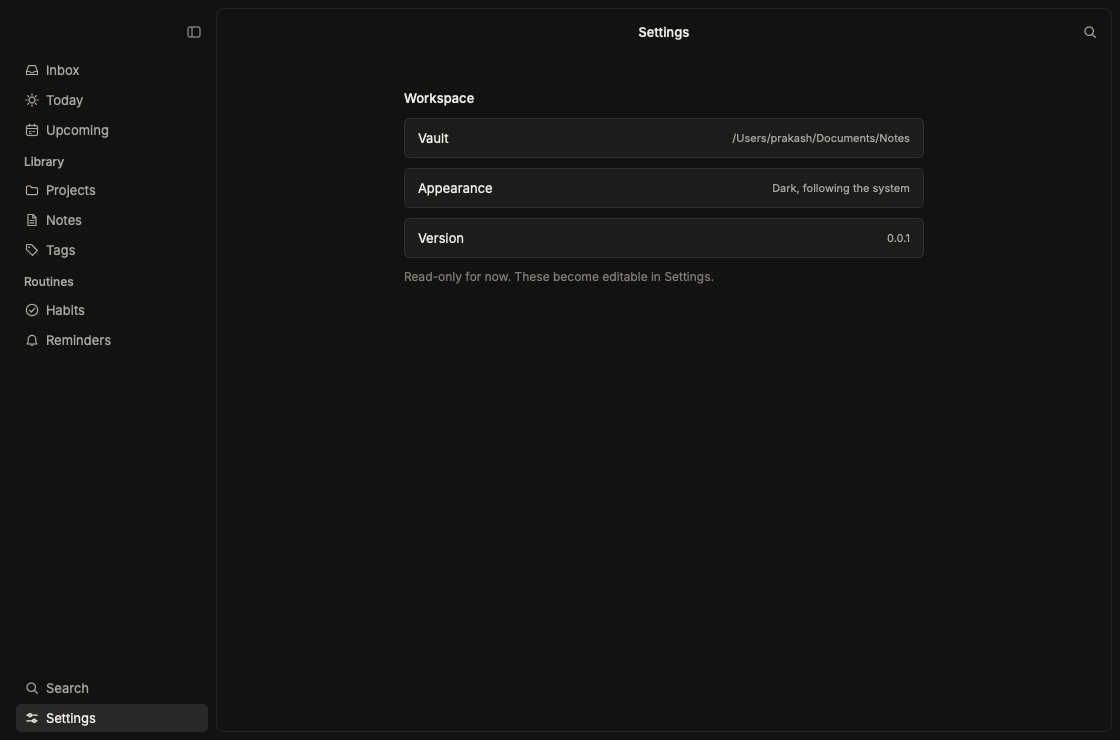 Settings
Inbox
Today
Upcoming
Library
Projects
Notes
Tags
Routines
Habits
Reminders
Search
Settings
Workspace
Vault /Users/prakash/Documents/Notes
Appearance Dark, following the system
Version 0.0.1
Read-only for now. These become editable in Settings.